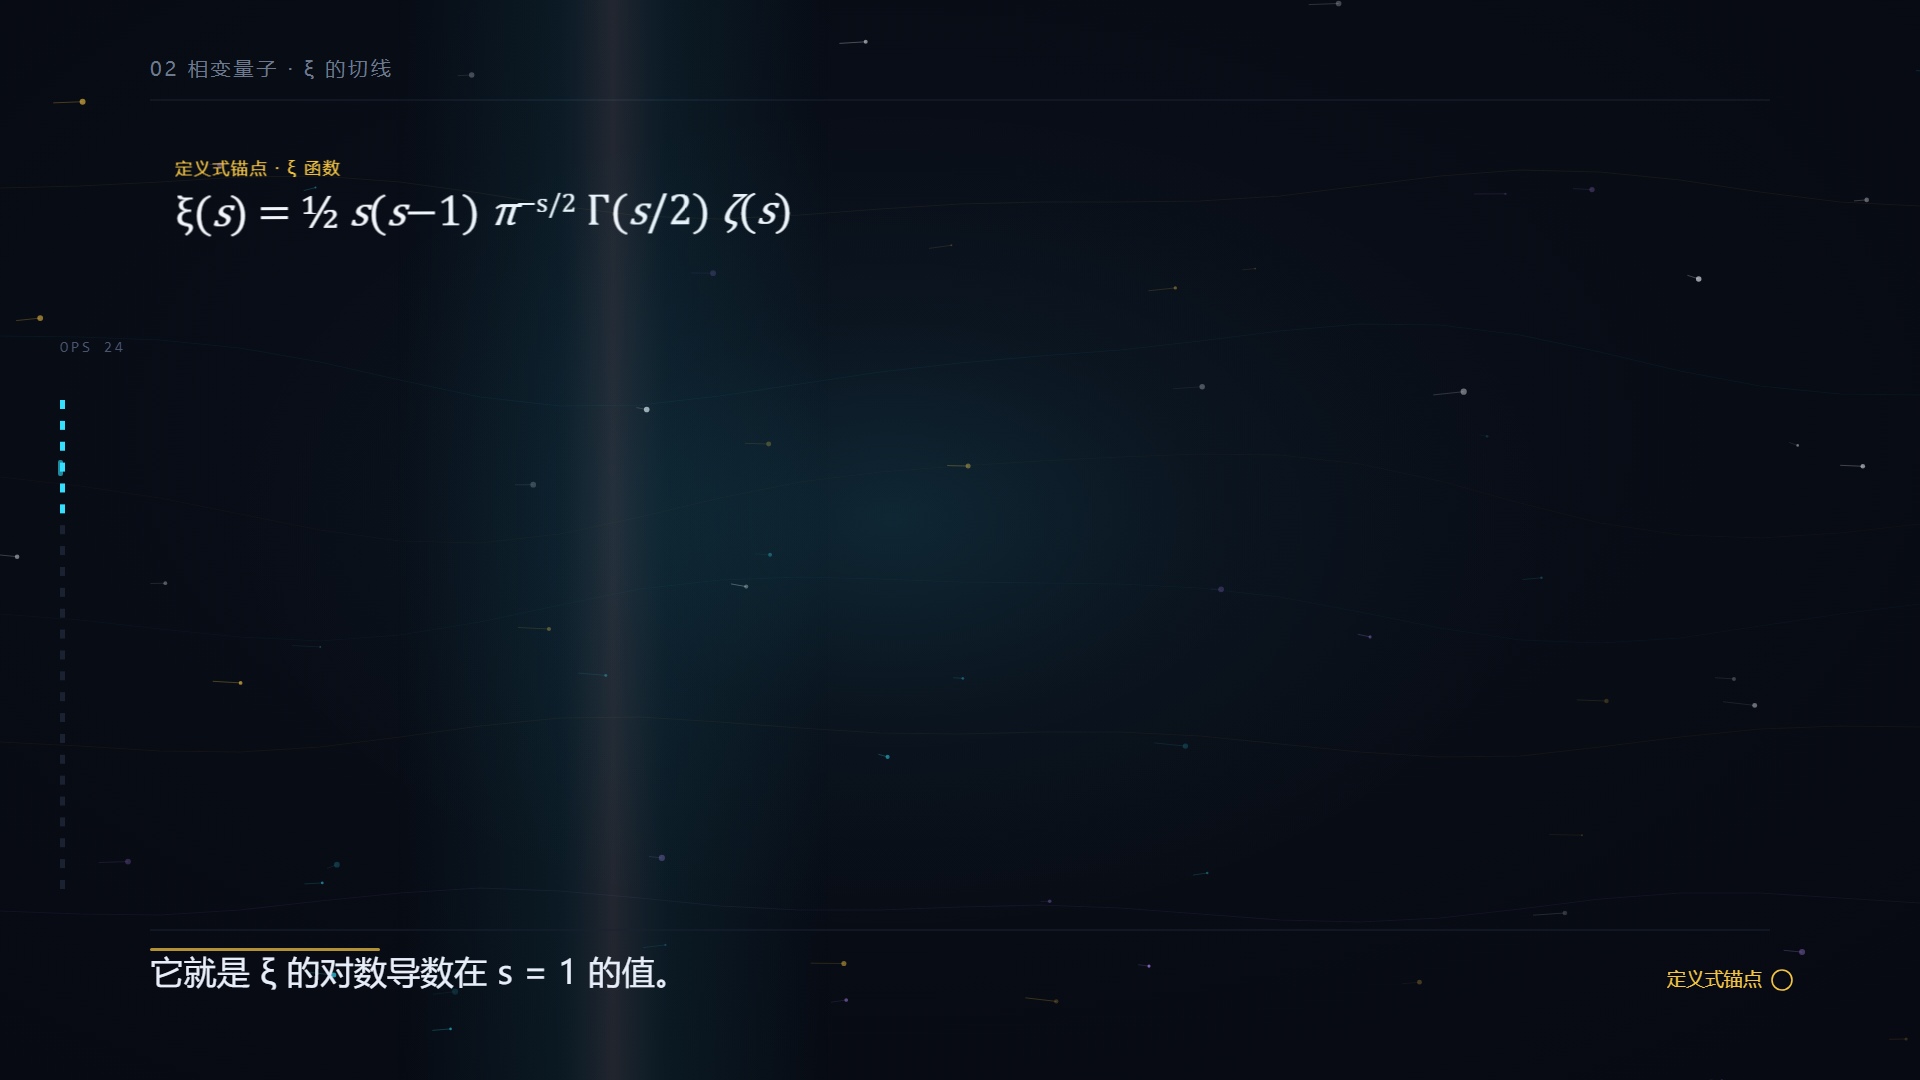 02 相变量子 · ξ 的切线
定义式锚点 · ξ 函数
ξ(s) = ½ s(s−1) π^{−s/2} Γ(s/2) ζ(s)
OPS 24
它就是 ξ 的对数导数在 s = 1 的值。
定义式锚点